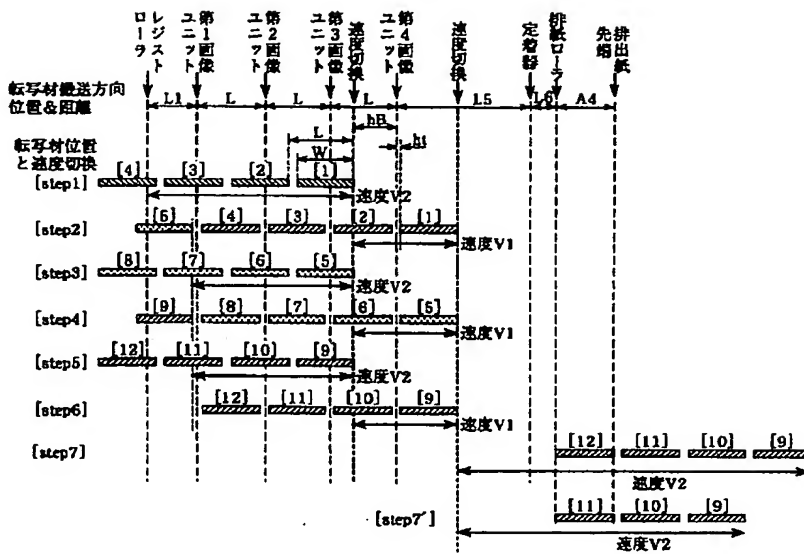 レジストローラ
第1画像ユニット
第2画像ユニット
第3画像ユニット
速度切換
第4画像ユニット
速度切換
定着器
排紙ローラ
排出紙先端
転写材搬送方向
位置&距離
L1 L L L L5 L6 A4
hB
ht
転写材位置
と速度切換
L
W
[step1] [4] [3] [2] [1]
速度V2
[step2] [5] [4] [3] [2] [1]
速度V1
[step3] [8] [7] [6] [5]
速度V2
[step4] [9] [8] [7] [6] [5]
速度V1
[step5] [12] [11] [10] [9]
速度V2
[step6] [12] [11] [10] [9]
速度V1
[step7] [12] [11] [10] [9]
速度V2
[step7'] [11] [10] [9]
速度V2